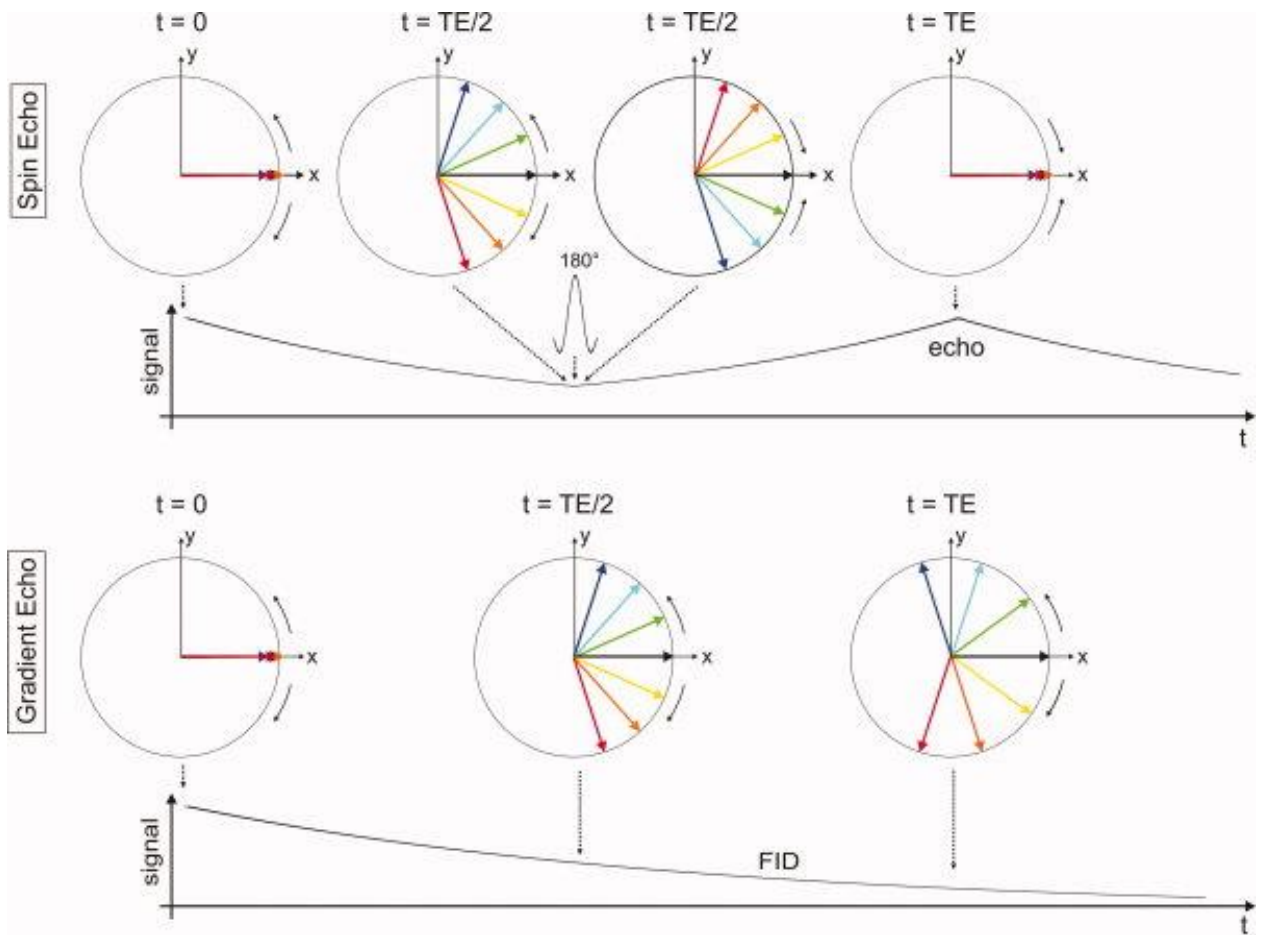 t = 0
t = TE/2
t = TE/2
t = TE
Spin Echo
y
x
y
x
y
x
y
x
180°
signal
echo
t
t = 0
t = TE/2
t = TE
Gradient Echo
y
x
y
x
y
x
signal
FID
t